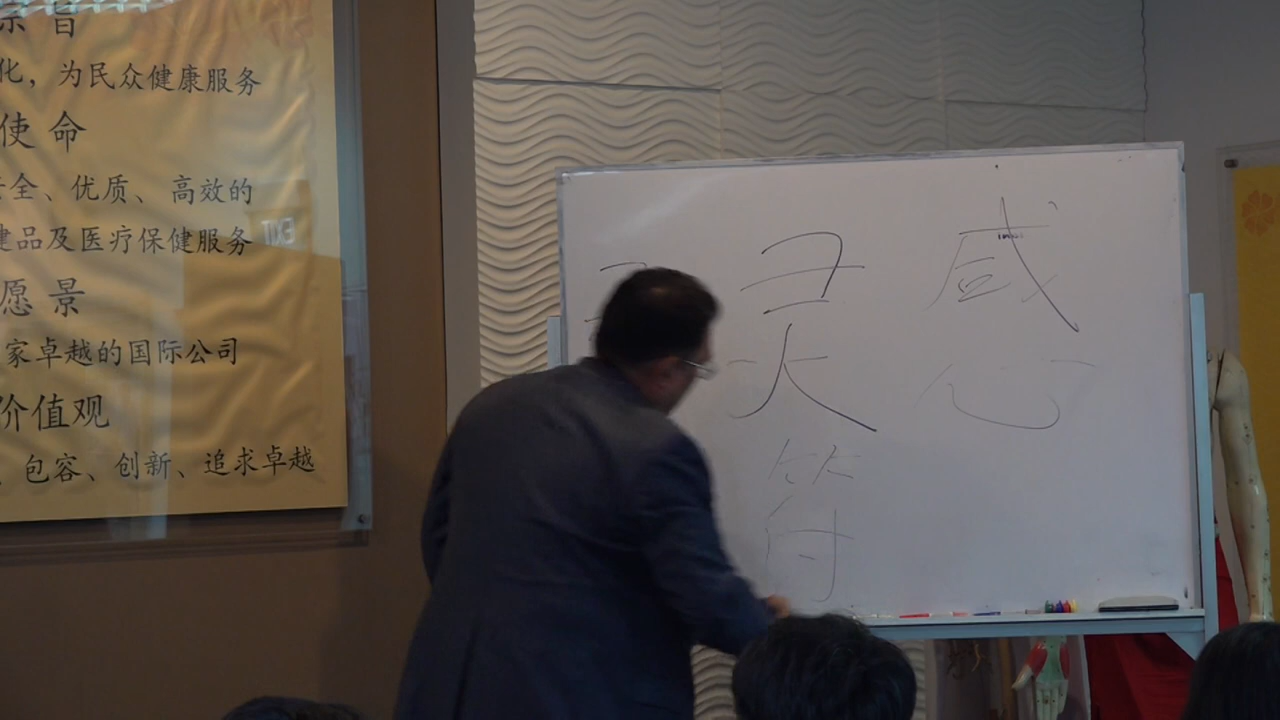 宗旨
化，为民众健康服务
使命
安全、优质、高效的
健品及医疗保健服务
愿景
家卓越的国际公司
价值观
、包容、创新、追求卓越
感
灵符